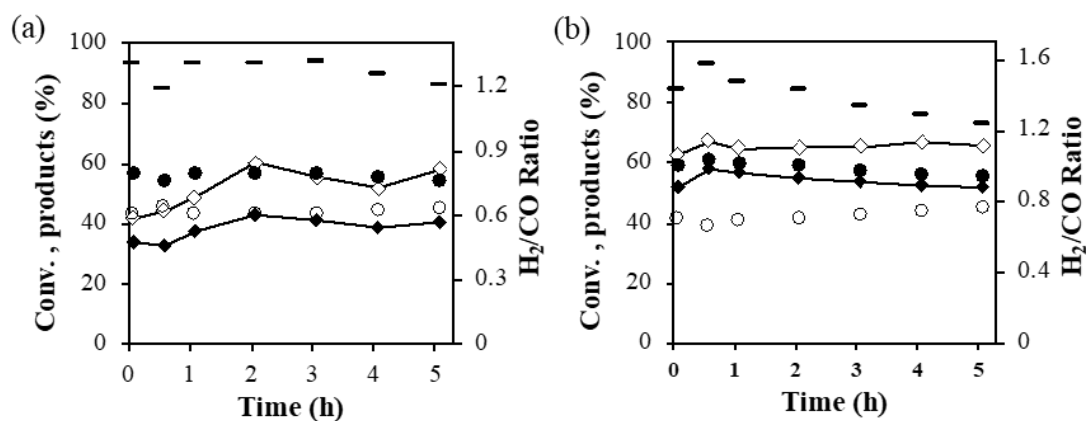 (a)
Conv. , products (%)
100
80
60
40
20
0
0 1 2 3 4 5
Time (h)
1.2
0.9
0.6
0.3
0
H₂/CO Ratio
(b)
Conv. , products (%)
100
80
60
40
20
0
0 1 2 3 4 5
Time (h)
1.6
1.2
0.8
0.4
0
H₂/CO Ratio